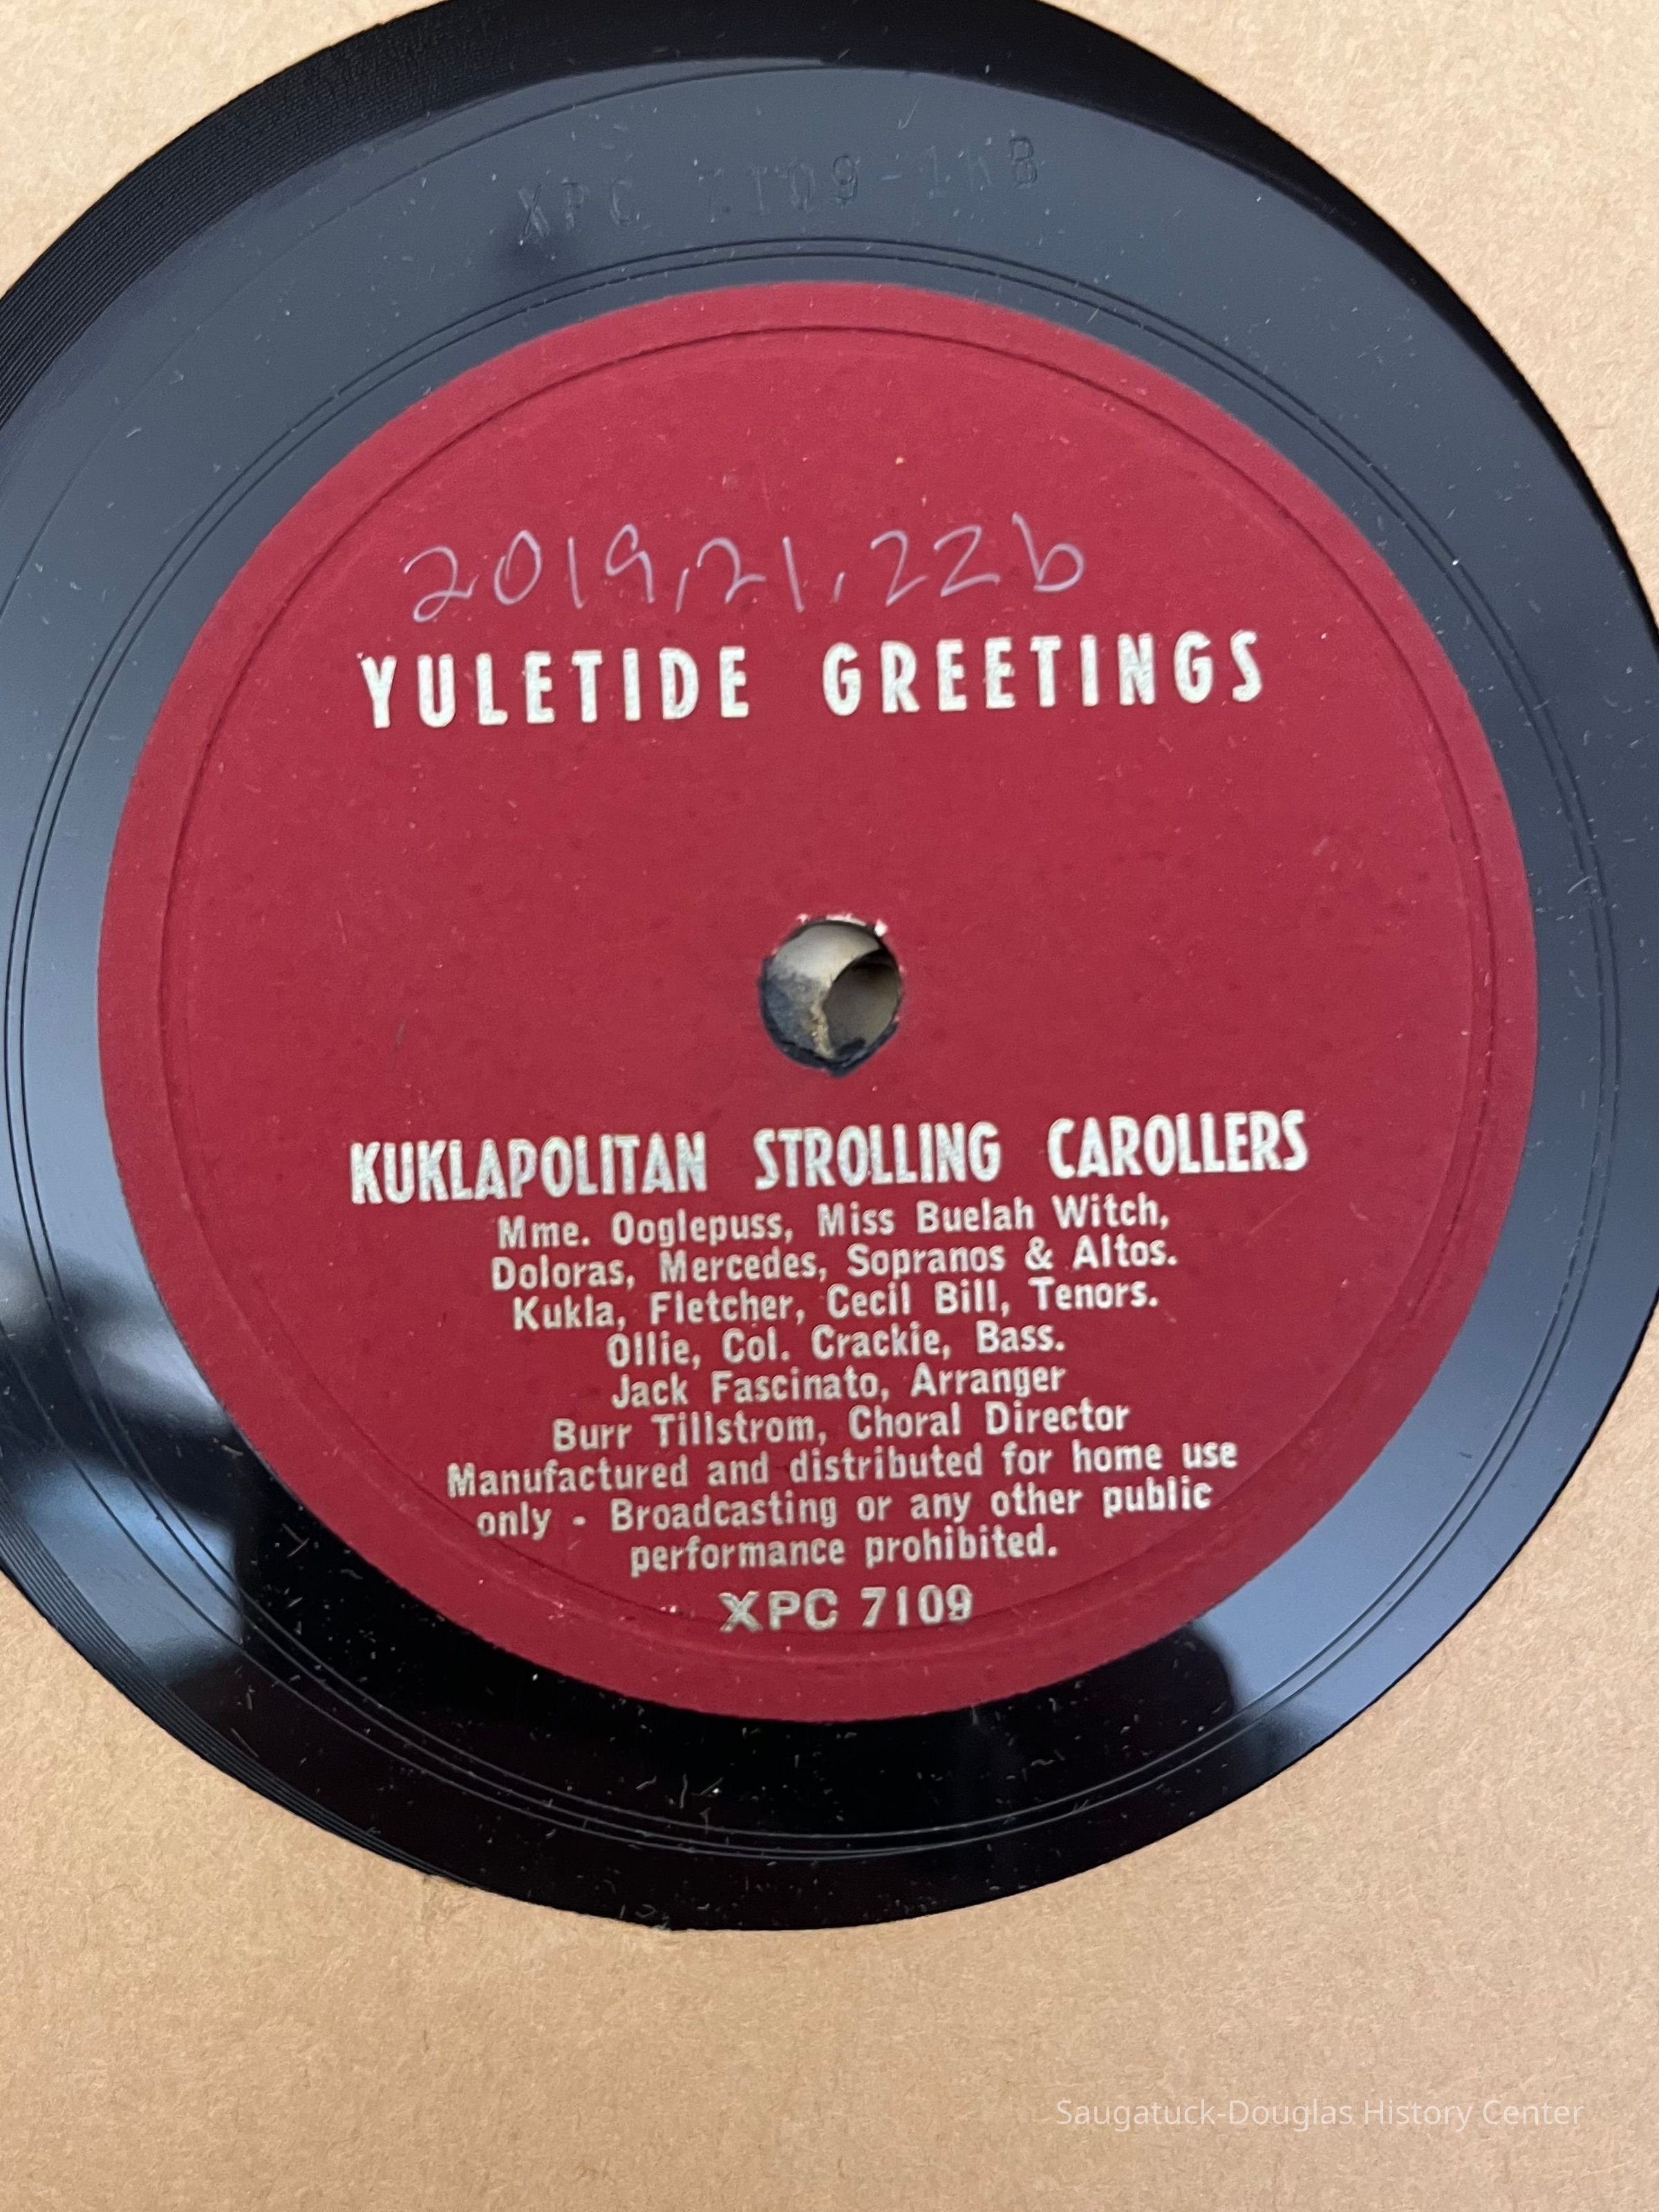 XPC 7109-1
2019.21.22b
YULETIDE GREETINGS
KUKLAPOLITAN STROLLING CAROLLERS
Mme. Ooglepuss, Miss Buelah Witch,
Doloras, Mercedes, Sopranos & Altos.
Kukla, Fletcher, Cecil Bill, Tenors.
Ollie, Col. Crackie, Bass.
Jack Fascinato, Arranger
Burr Tillstrom, Choral Director
Manufactured and distributed for home use
only - Broadcasting or any other public
performance prohibited.
XPC 7109
Saugatuck-Douglas History Center